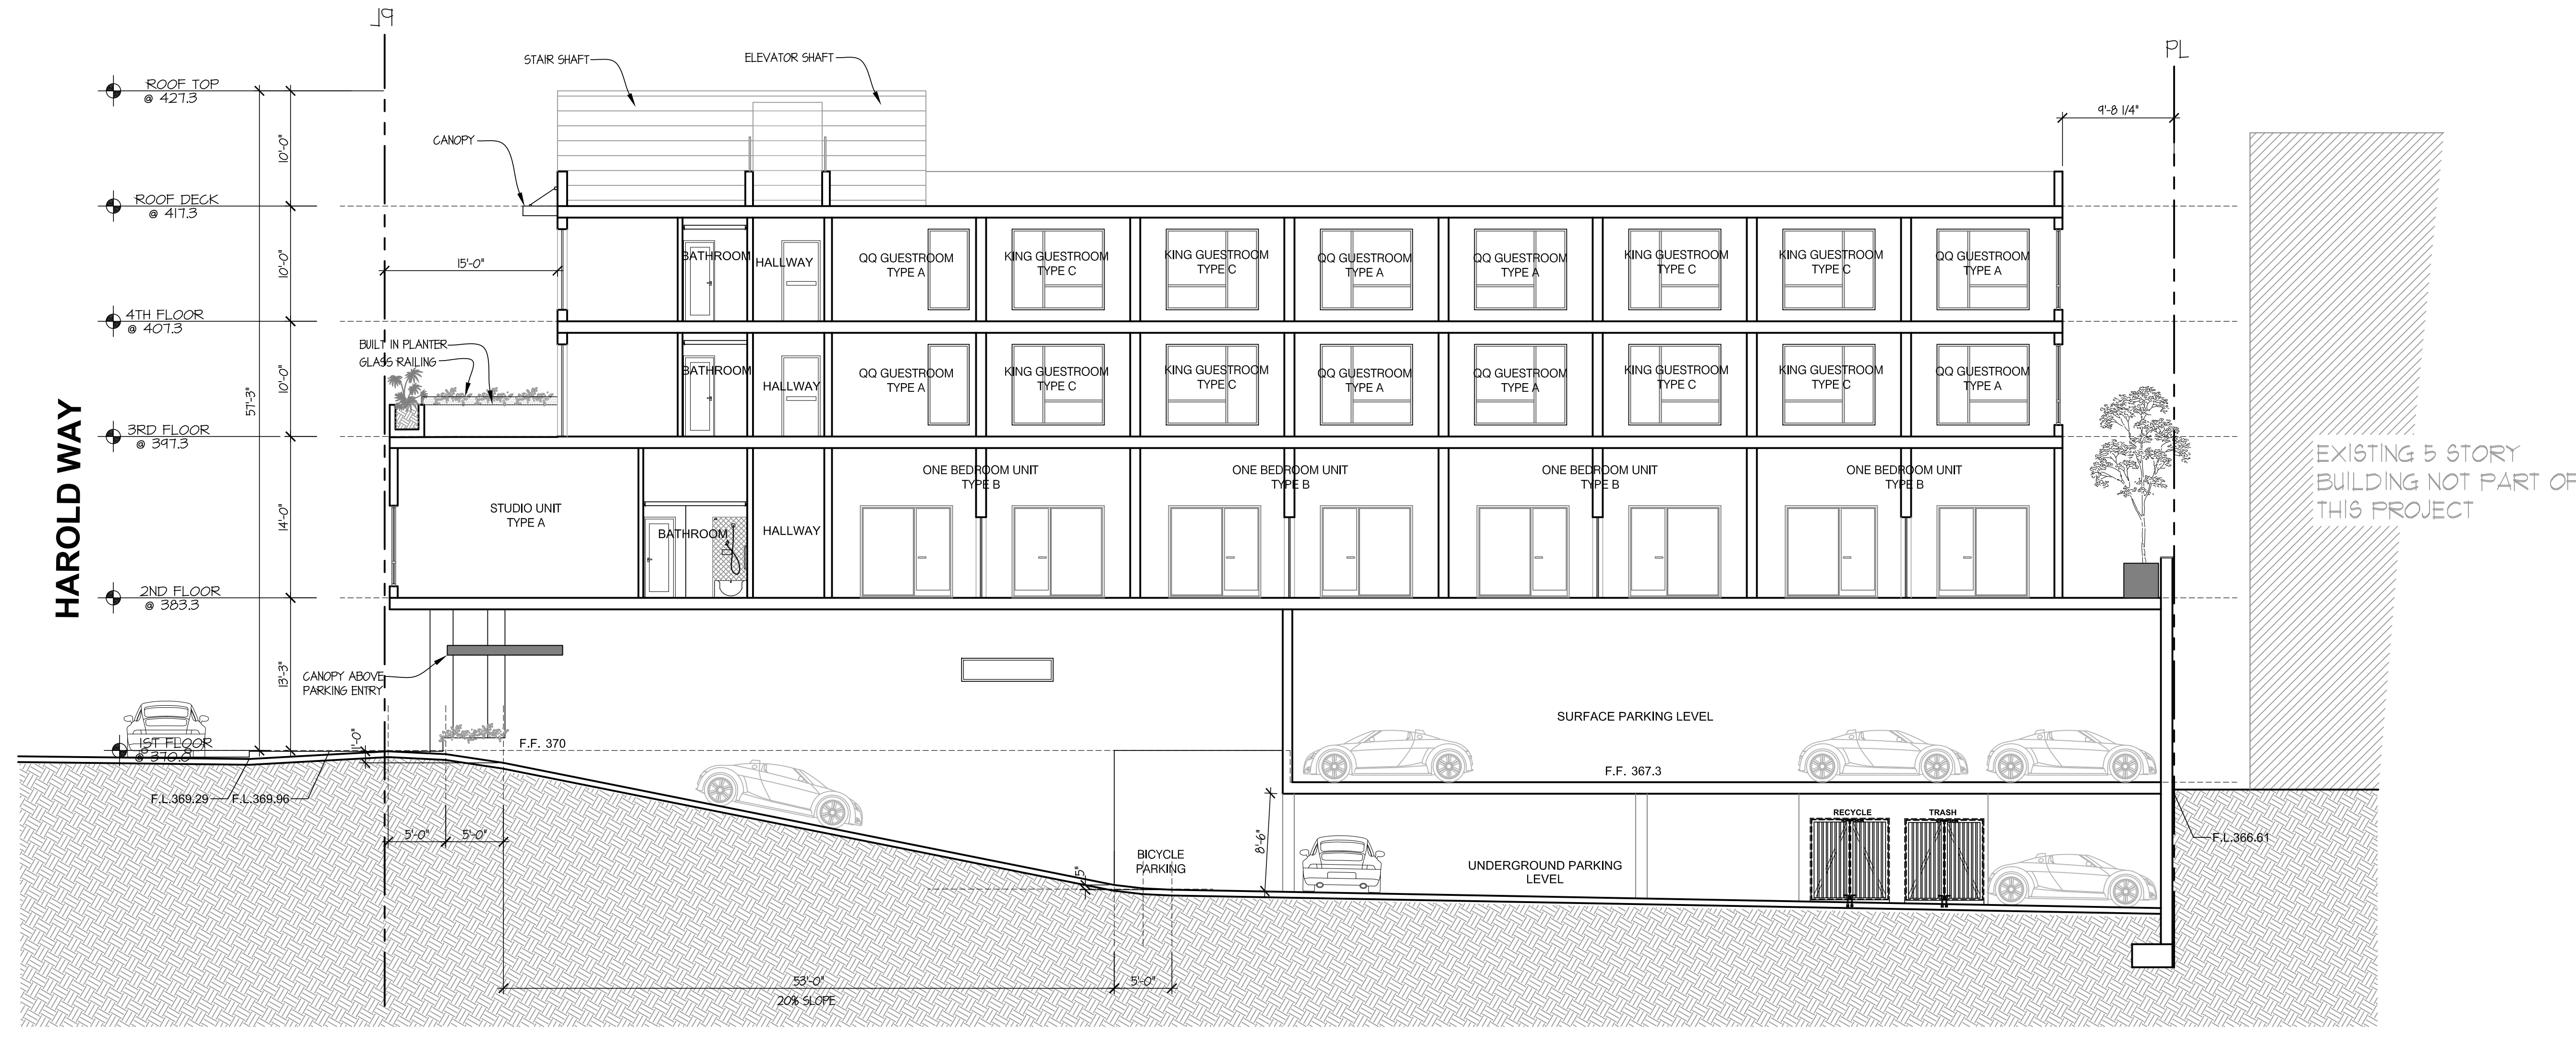 PL
PL
STAIR SHAFT
ELEVATOR SHAFT
ROOF TOP
@ 427.3
9'-8 1/4"
CANOPY
10'-0"
ROOF DECK
@ 417.3
15'-0"
10'-0"
BATHROOM
HALLWAY
QQ GUESTROOM
TYPE A
KING GUESTROOM
TYPE C
KING GUESTROOM
TYPE C
QQ GUESTROOM
TYPE A
QQ GUESTROOM
TYPE A
KING GUESTROOM
TYPE C
KING GUESTROOM
TYPE C
QQ GUESTROOM
TYPE A
4TH FLOOR
@ 407.3
BUILT IN PLANTER
GLASS RAILING
10'-0"
57'-3"
BATHROOM
HALLWAY
QQ GUESTROOM
TYPE A
KING GUESTROOM
TYPE C
KING GUESTROOM
TYPE C
QQ GUESTROOM
TYPE A
QQ GUESTROOM
TYPE A
KING GUESTROOM
TYPE C
KING GUESTROOM
TYPE C
QQ GUESTROOM
TYPE A
HAROLD WAY
3RD FLOOR
@ 397.3
EXISTING 5 STORY
BUILDING NOT PART OF
THIS PROJECT
14'-0"
STUDIO UNIT
TYPE A
BATHROOM
HALLWAY
ONE BEDROOM UNIT
TYPE B
ONE BEDROOM UNIT
TYPE B
ONE BEDROOM UNIT
TYPE B
ONE BEDROOM UNIT
TYPE B
2ND FLOOR
@ 383.3
13'-3"
CANOPY ABOVE
PARKING ENTRY
SURFACE PARKING LEVEL
1ST FLOOR
@ 370.0
1'-0"
F.F. 370
F.F. 367.3
F.L.369.29
F.L.369.96
5'-0"
5'-0"
8'-6"
5"
BICYCLE
PARKING
UNDERGROUND PARKING
LEVEL
RECYCLE
TRASH
F.L.366.61
53'-0"
5'-0"
20% SLOPE